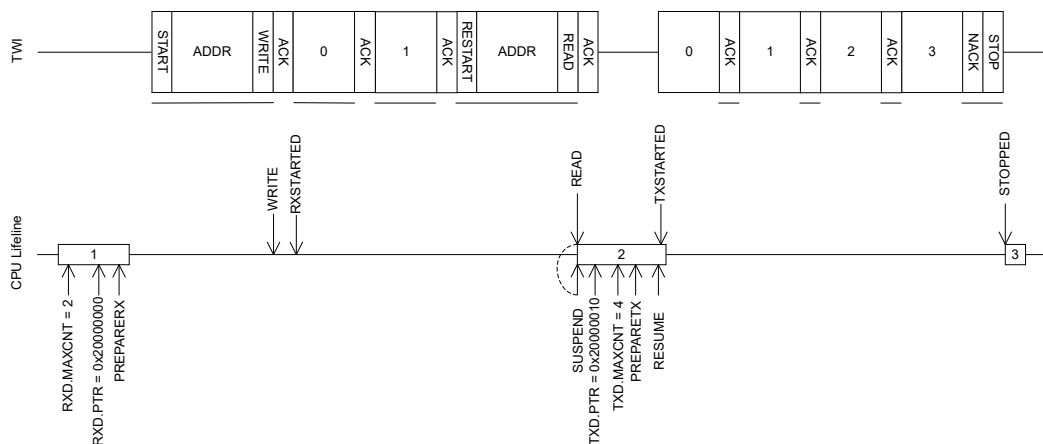 TWI
START
ADDR
WRITE
ACK
0
ACK
1
ACK
RESTART
ADDR
READ
ACK
0
ACK
1
ACK
2
ACK
3
NACK
STOP
WRITE
RXSTARTED
READ
TXSTARTED
STOPPED
CPU Lifeline
1
2
3
RXD.MAXCNT = 2
RXD.PTR = 0x20000000
PREPARERX
SUSPEND
TXD.PTR = 0x20000010
TXD.MAXCNT = 4
PREPARETX
RESUME